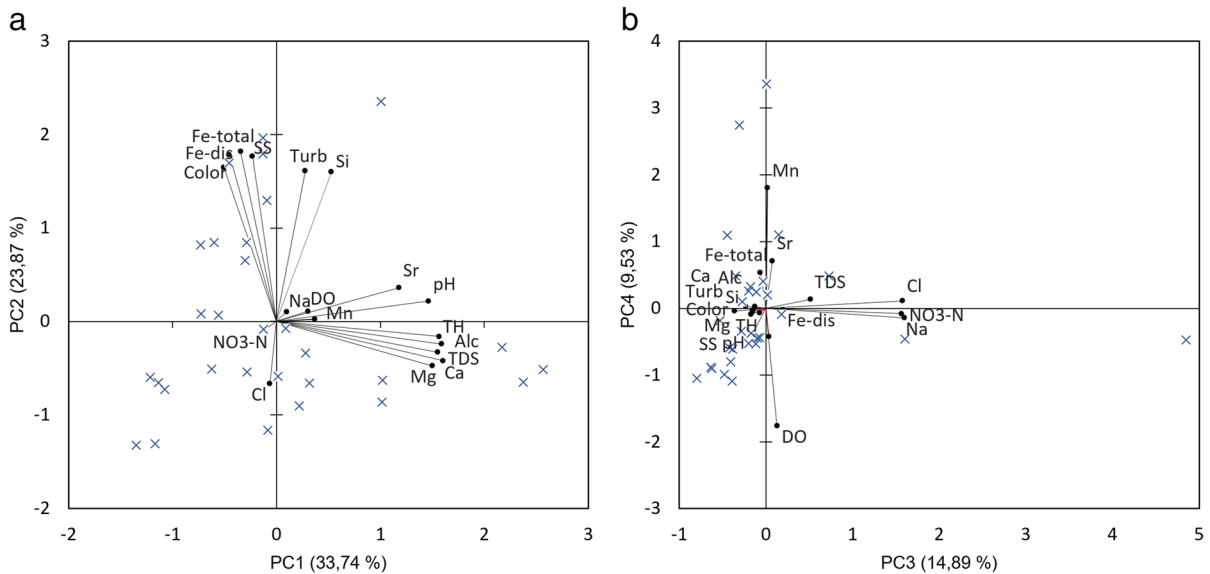 a
3
2
1
0
-1
-2
-2
-1
0
1
2
3
PC2 (23,87 %)
PC1 (33,74 %)
Fe-total
Fe-dis
SS
Color
Turb
Si
Sr
pH
Na
DO
Mn
TH
Alc
TDS
Ca
Mg
NO3-N
Cl
b
4
3
2
1
0
-1
-2
-3
-1
0
1
2
3
4
5
PC4 (9,53 %)
PC3 (14,89 %)
Mn
Sr
Fe-total
Ca
Alc
TDS
Cl
Turb
Si
Color
NO3-N
Fe-dis
Na
Mg
TH
SS
pH
DO